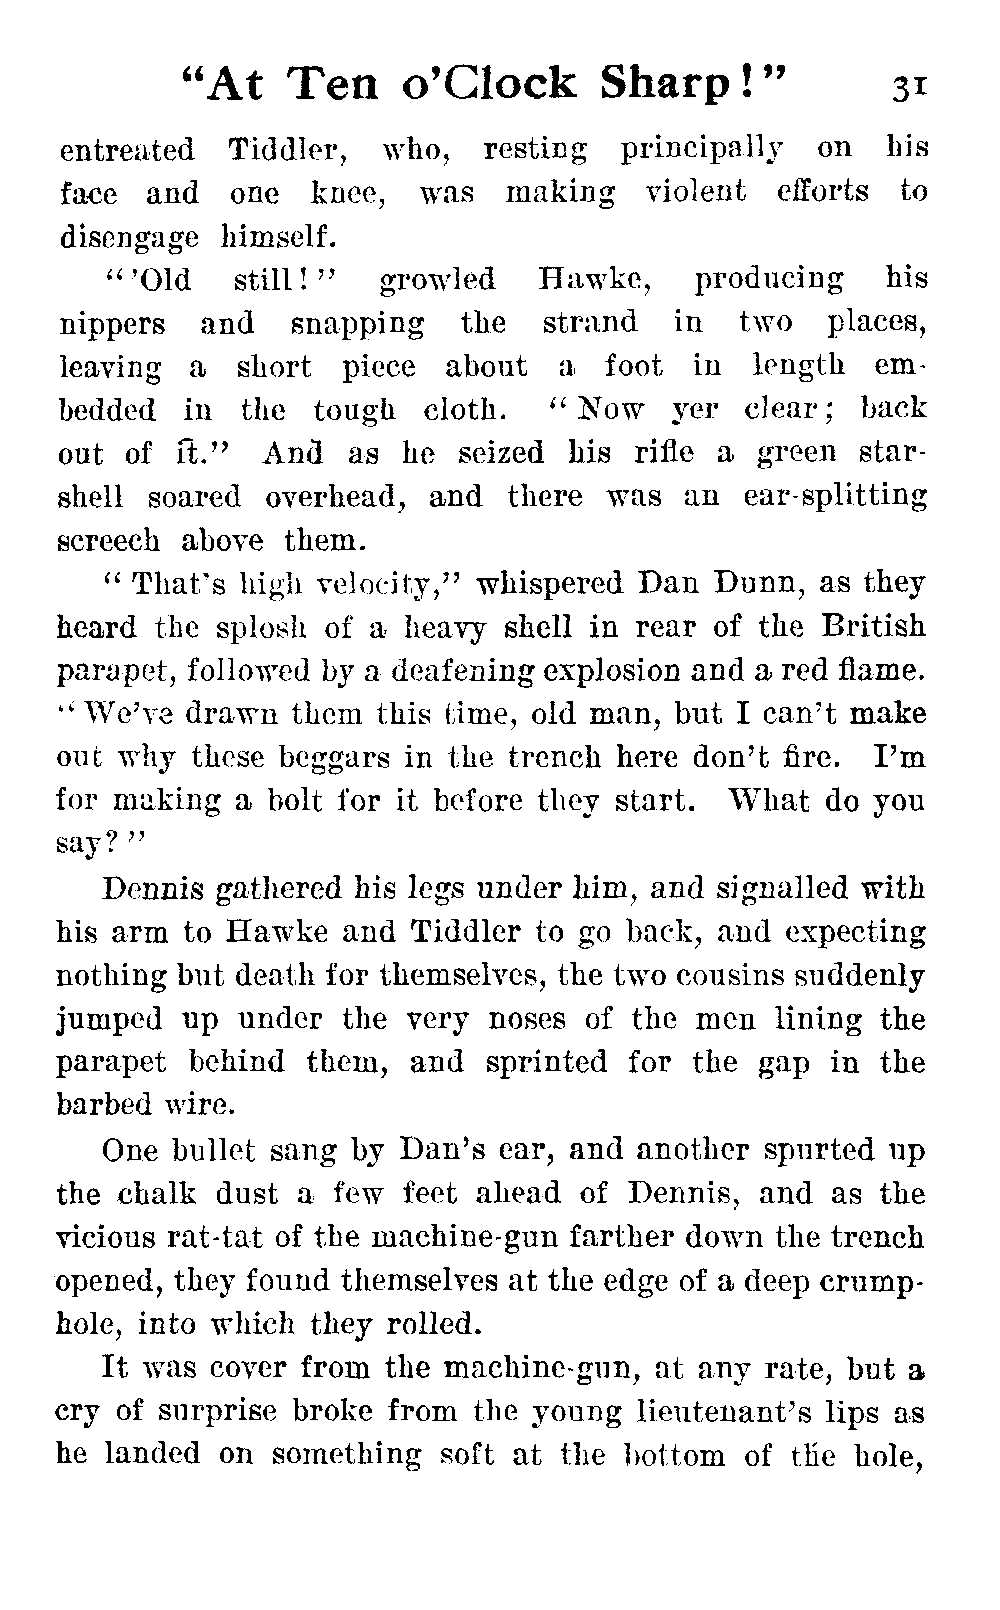 "At Ten o'Clock Sharp!" 31
entreated Tiddler, who, resting principally on his
face and one knee, was making violent efforts to
disengage himself.
"'Old still!" growled Hawke, producing his
nippers and snapping the strand in two places,
leaving a short piece about a foot in length em-
bedded in the tough cloth. "Now yer clear; back
out of it." And as he seized his rifle a green star-
shell soared overhead, and there was an ear-splitting
screech above them.
"That's high velocity," whispered Dan Dunn, as they
heard the splosh of a heavy shell in rear of the British
parapet, followed by a deafening explosion and a red flame.
"We've drawn them this time, old man, but I can't make
out why these beggars in the trench here don't fire. I'm
for making a bolt for it before they start. What do you
say?"
Dennis gathered his legs under him, and signalled with
his arm to Hawke and Tiddler to go back, and expecting
nothing but death for themselves, the two cousins suddenly
jumped up under the very noses of the men lining the
parapet behind them, and sprinted for the gap in the
barbed wire.
One bullet sang by Dan's ear, and another spurted up
the chalk dust a few feet ahead of Dennis, and as the
vicious rat-tat of the machine-gun farther down the trench
opened, they found themselves at the edge of a deep crump-
hole, into which they rolled.
It was cover from the machine-gun, at any rate, but a
cry of surprise broke from the young lieutenant's lips as
he landed on something soft at the bottom of the hole,